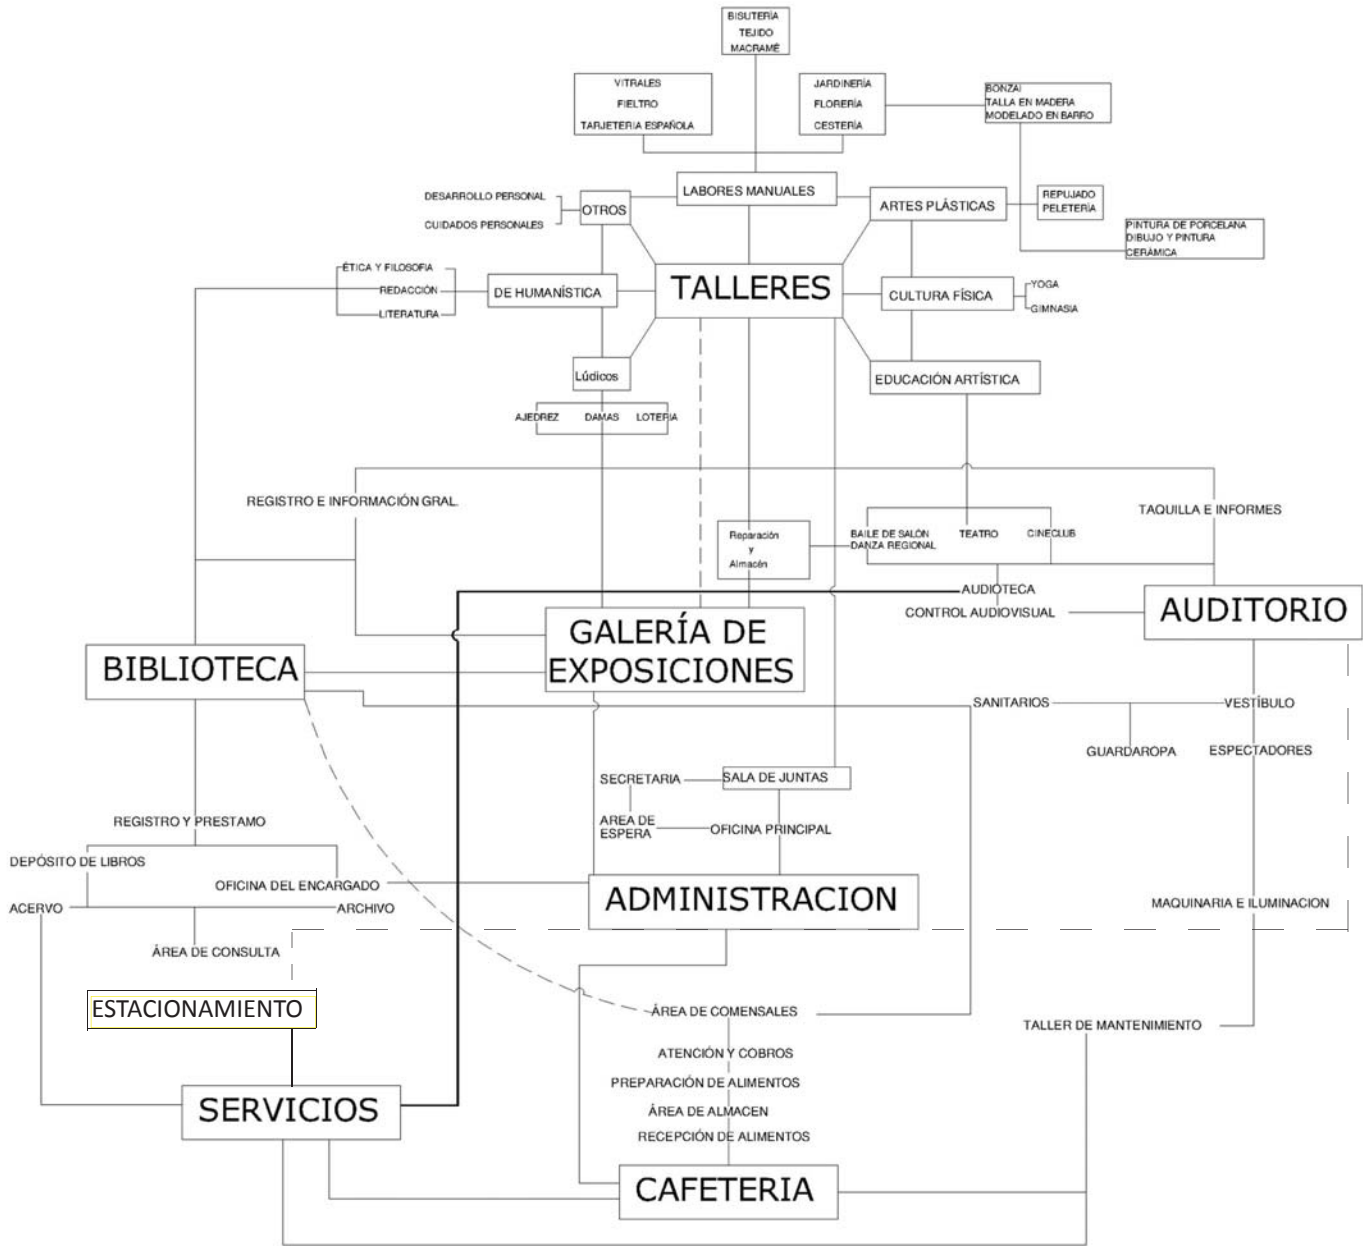 BISUTERÍA
TEJIDO
MACRAMÉ
VITRALES
FIELTRO
TARJETERIA ESPAÑOLA
JARDINERÍA
FLORERÍA
CESTERÍA
BONZAI
TALLA EN MADERA
MODELADO EN BARRO
LABORES MANUALES
DESARROLLO PERSONAL
CUIDADOS PERSONALES
OTROS
ARTES PLÁSTICAS
REPUJADO
PELETERÍA
PINTURA DE PORCELANA
DIBUJO Y PINTURA
CERÁMICA
ÉTICA Y FILOSOFIA
REDACCIÓN
LITERATURA
DE HUMANÍSTICA
TALLERES
CULTURA FÍSICA
YOGA
GIMNASIA
Lúdicos
EDUCACIÓN ARTÍSTICA
AJEDREZ
DAMAS
LOTERIA
REGISTRO E INFORMACIÓN GRAL.
TAQUILLA E INFORMES
Reparación
y
Almacén
BAILE DE SALÓN
DANZA REGIONAL
TEATRO
CINECLUB
AUDIOTECA
CONTROL AUDIOVISUAL
AUDITORIO
GALERÍA DE
EXPOSICIONES
BIBLIOTECA
SANITARIOS
VESTÍBULO
GUARDAROPA
ESPECTADORES
SECRETARIA
SALA DE JUNTAS
AREA DE
ESPERA
OFICINA PRINCIPAL
REGISTRO Y PRESTAMO
DEPÓSITO DE LIBROS
OFICINA DEL ENCARGADO
ADMINISTRACION
ACERVO
ARCHIVO
MAQUINARIA E ILUMINACION
ÁREA DE CONSULTA
ESTACIONAMIENTO
ÁREA DE COMENSALES
TALLER DE MANTENIMIENTO
ATENCIÓN Y COBROS
PREPARACIÓN DE ALIMENTOS
SERVICIOS
ÁREA DE ALMACEN
RECEPCIÓN DE ALIMENTOS
CAFETERIA